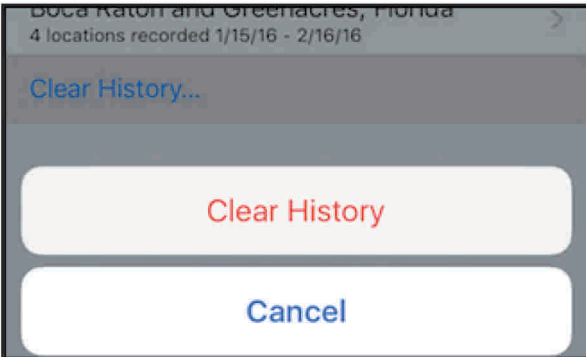 Boca Raton and Greenacres, Florida
4 locations recorded 1/15/16 - 2/16/16
Clear History...
Clear History
Cancel